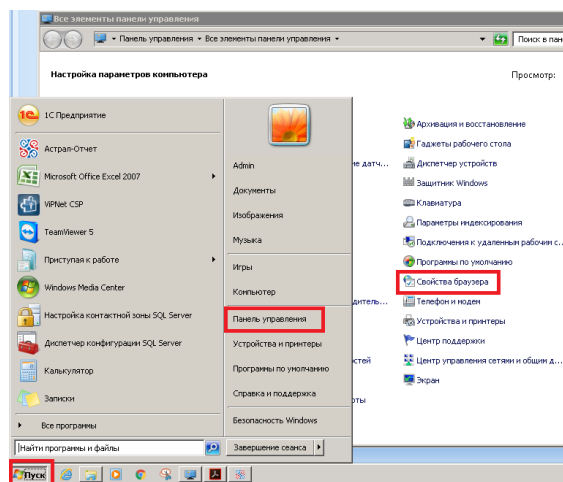 Все элементы панели управления
Панель управления ▸ Все элементы панели управления
Поиск в пан
Настройка параметров компьютера
Просмотр:
1С Предприятие
Астрал-Отчет
Microsoft Office Excel 2007
ViPNet CSP
TeamViewer 5
Приступая к работе
Windows Media Center
Настройка контактной зоны SQL Server
Диспетчер конфигурации SQL Server
Калькулятор
Записки
Все программы
Найти программы и файлы
Admin
Документы
Изображения
Музыка
Игры
Компьютер
Панель управления
Устройства и принтеры
Программы по умолчанию
Справка и поддержка
Безопасность Windows
Завершение сеанса
не датч...
дитель...
остей
оты
Архивация и восстановление
Гаджеты рабочего стола
Диспетчер устройств
Защитник Windows
Клавиатура
Параметры индексирования
Подключения к удаленным рабочим с...
Программы по умолчанию
Свойства браузера
Телефон и модем
Устройства и принтеры
Центр поддержки
Центр управления сетями и общим д...
Экран
Пуск